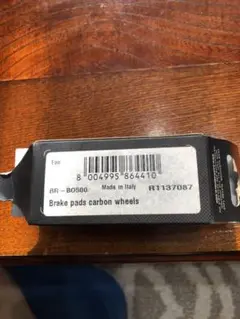 8 004995 864410
BR-BO500 Made in Italy R1137087
Brake pads carbon wheels